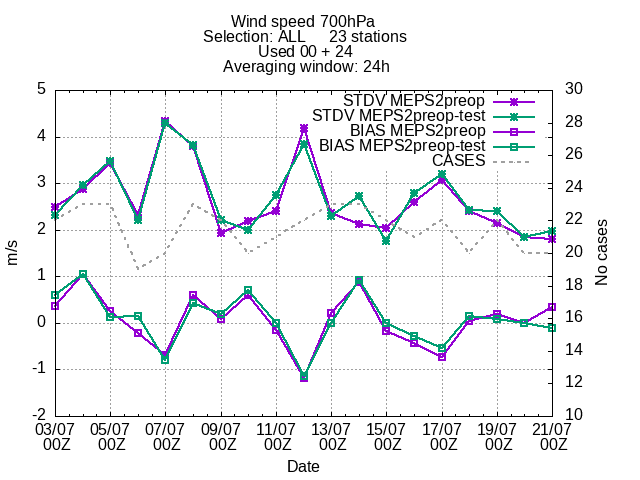 Wind speed 700hPa
Selection: ALL 23 stations
Used 00 + 24
Averaging window: 24h
5 30
STDV MEPS2preop
28
STDV MEPS2preop-test
4
BIAS MEPS2preop
BIAS MEPS2preop-test
26
CASES
24
3
22
2
20
m/s
No cases
1
18
0
16
14
-1
12
-2 10
03/07 05/07 07/07 09/07 11/07 13/07 15/07 17/07 19/07 21/07
00Z 00Z 00Z 00Z 00Z 00Z 00Z 00Z 00Z 00Z
Date